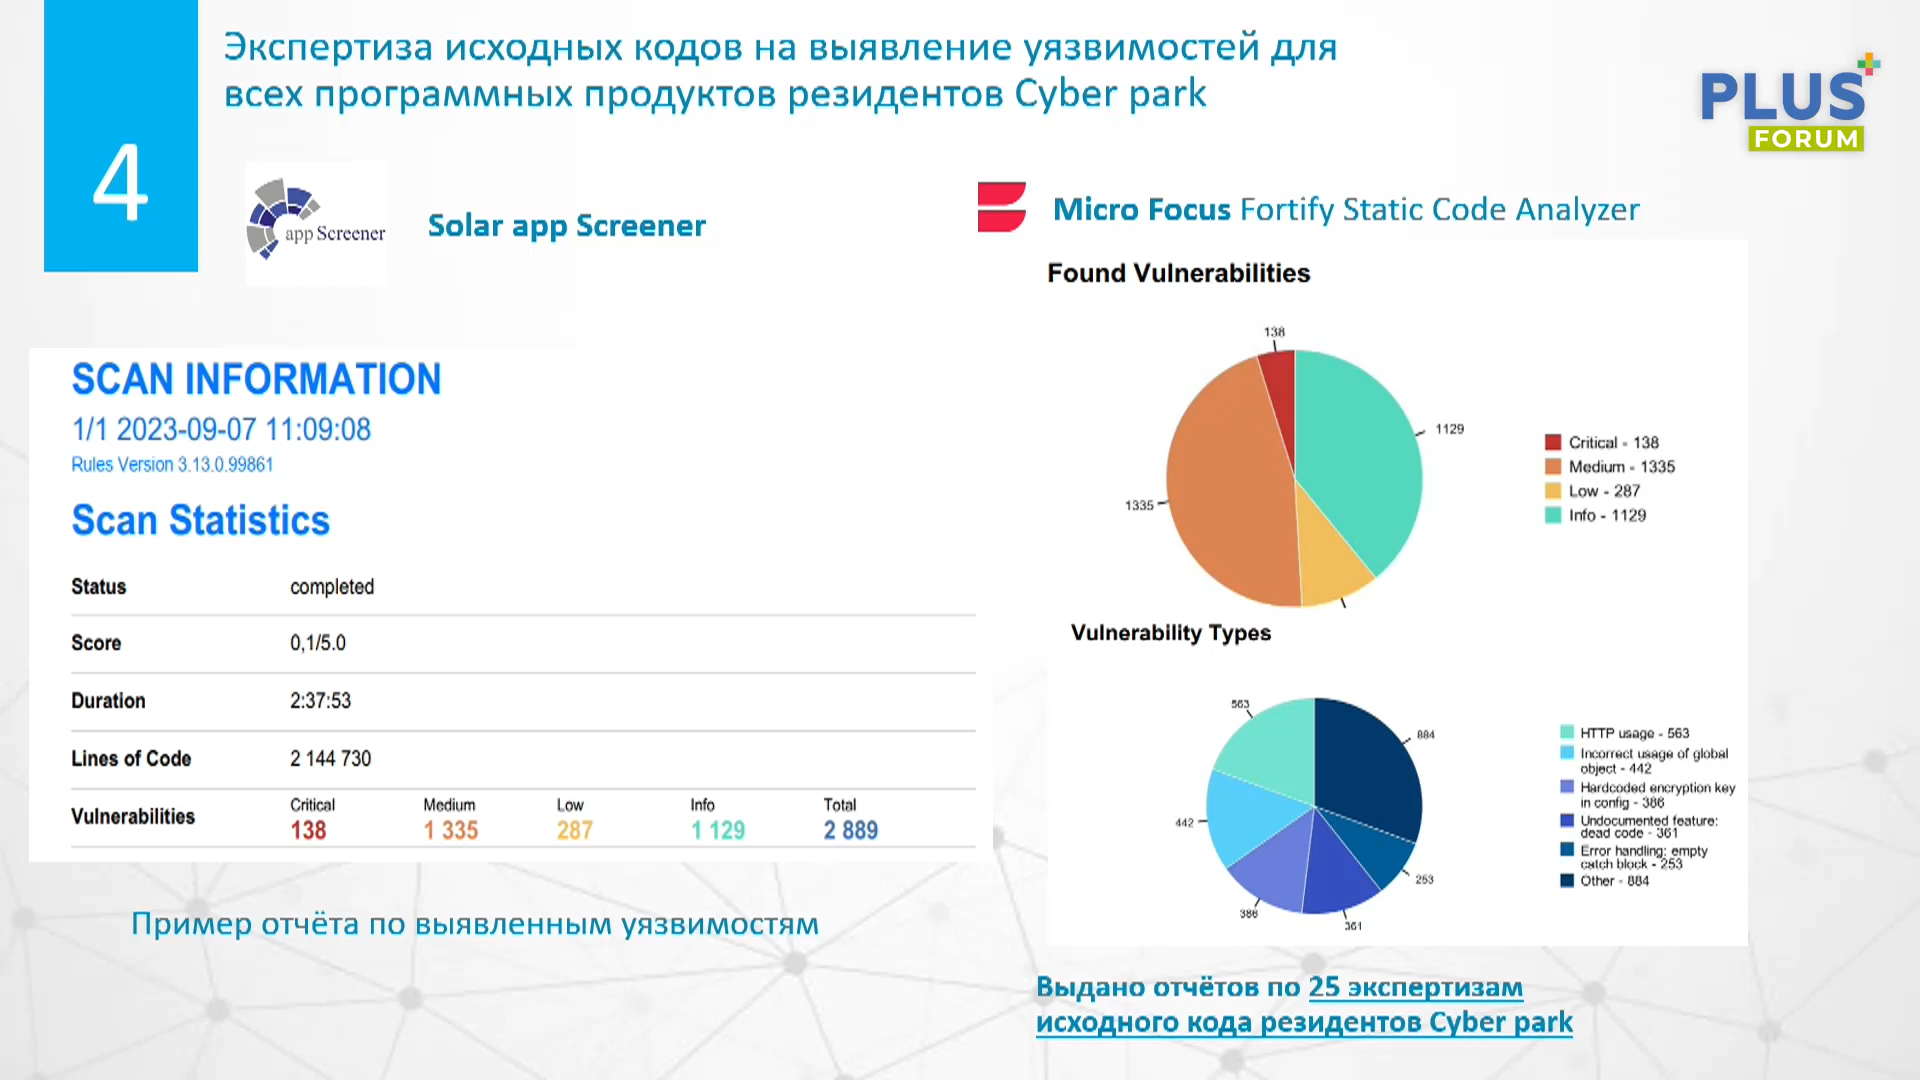 4
Экспертиза исходных кодов на выявление уязвимостей для
всех программных продуктов резидентов Cyber park
PLUS
FORUM
app Screener
Solar app Screener
SCAN INFORMATION
1/1 2023-09-07 11:09:08
Rules Version 3.13.0.99861
Scan Statistics
Status completed
Score 0,1/5.0
Duration 2:37:53
Lines of Code 2 144 730
Vulnerabilities
Critical Medium Low Info Total
138 1 335 287 1 129 2 889
Пример отчёта по выявленным уязвимостям
Micro Focus Fortify Static Code Analyzer
Found Vulnerabilities
138
1129
1335
Critical - 138
Medium - 1335
Low - 287
Info - 1129
Vulnerability Types
563
884
442
253
386
361
HTTP usage - 563
Incorrect usage of global
object - 442
Hardcoded encryption key
in config - 386
Undocumented feature:
dead code - 361
Error handling: empty
catch block - 253
Other - 884
Выдано отчётов по 25 экспертизам
исходного кода резидентов Cyber park